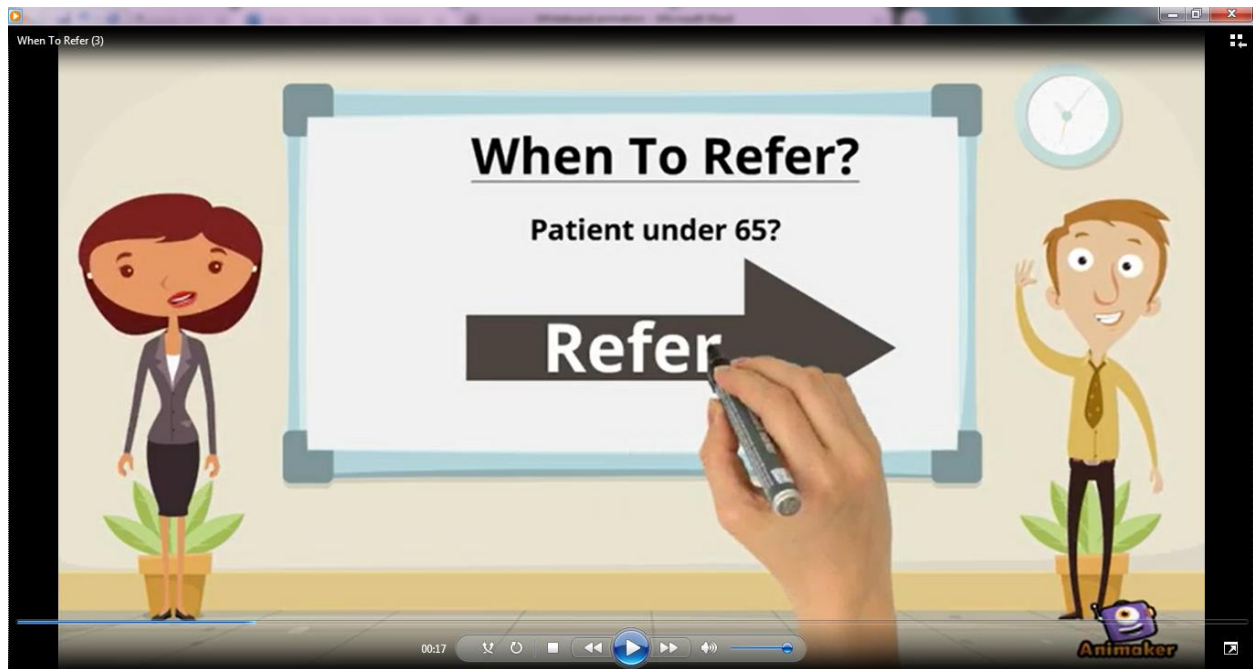 When To Refer (3)
When To Refer?
Patient under 65?
Refer
00:17
Animaker